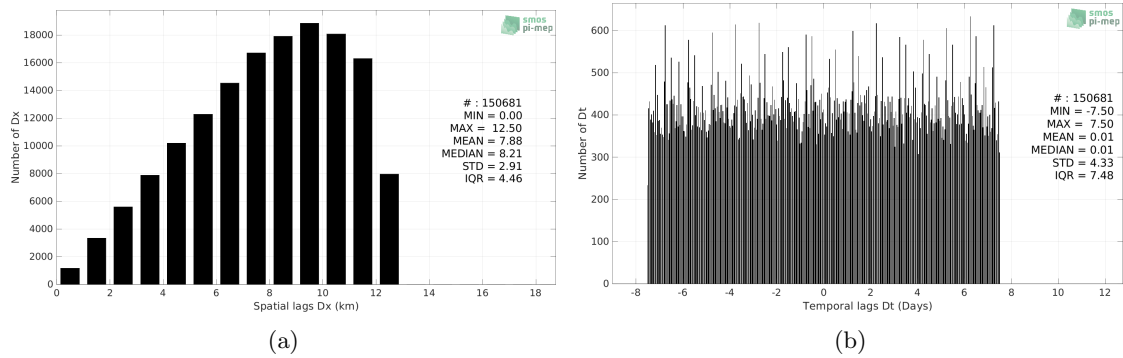 smos
pi-mep
18000
16000
14000
12000
10000
8000
6000
4000
2000
0
Number of Dx
# : 150681
MIN = 0.00
MAX = 12.50
MEAN = 7.88
MEDIAN = 8.21
STD = 2.91
IQR = 4.46
0 2 4 6 8 10 12 14 16 18
Spatial lags Dx (km)
(a)
smos
pi-mep
600
500
400
300
200
100
0
Number of Dt
# : 150681
MIN = -7.50
MAX = 7.50
MEAN = 0.01
MEDIAN = 0.01
STD = 4.33
IQR = 7.48
-8 -6 -4 -2 0 2 4 6 8 10 12
Temporal lags Dt (Days)
(b)